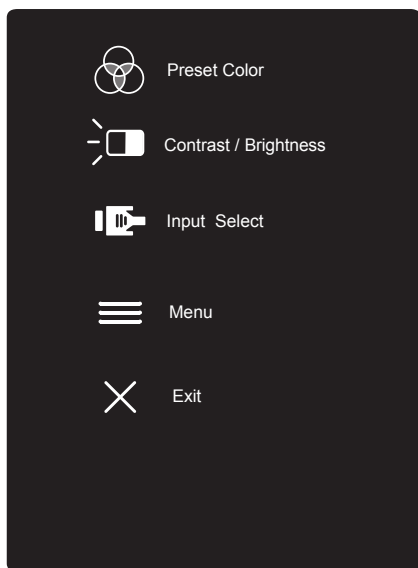 Preset Color
Contrast / Brightness
Input Select
Menu
Exit